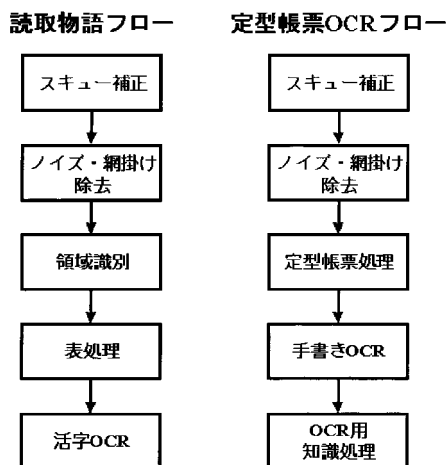 読取物語フロー
スキュー補正
ノイズ・網掛け
除去
領域識別
表処理
活字OCR
定型帳票OCRフロー
スキュー補正
ノイズ・網掛け
除去
定型帳票処理
手書きOCR
OCR用
知識処理